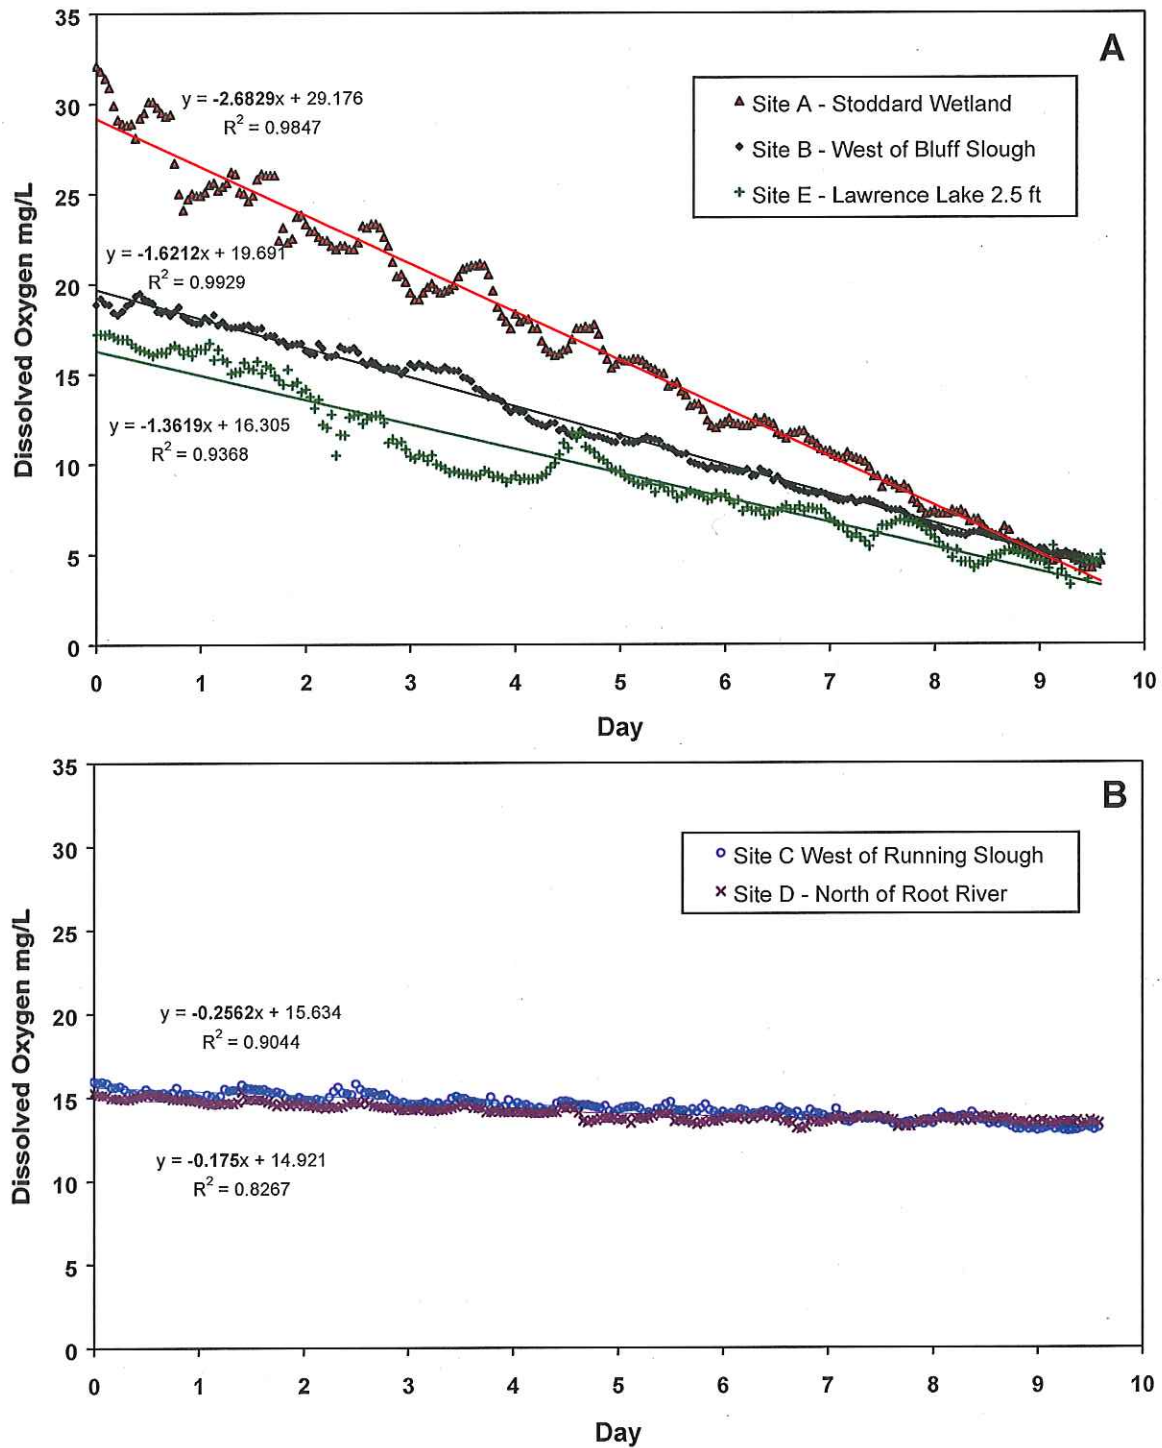 A
35
30
25
20
15
10
5
0
Dissolved Oxygen mg/L
y = -2.6829x + 29.176
R² = 0.9847
Site A - Stoddard Wetland
Site B - West of Bluff Slough
Site E - Lawrence Lake 2.5 ft
y = -1.6212x + 19.691
R² = 0.9929
y = -1.3619x + 16.305
R² = 0.9368
0 1 2 3 4 5 6 7 8 9 10
Day
B
35
30
25
20
15
10
5
0
Dissolved Oxygen mg/L
Site C West of Running Slough
Site D - North of Root River
y = -0.2562x + 15.634
R² = 0.9044
y = -0.175x + 14.921
R² = 0.8267
0 1 2 3 4 5 6 7 8 9 10
Day